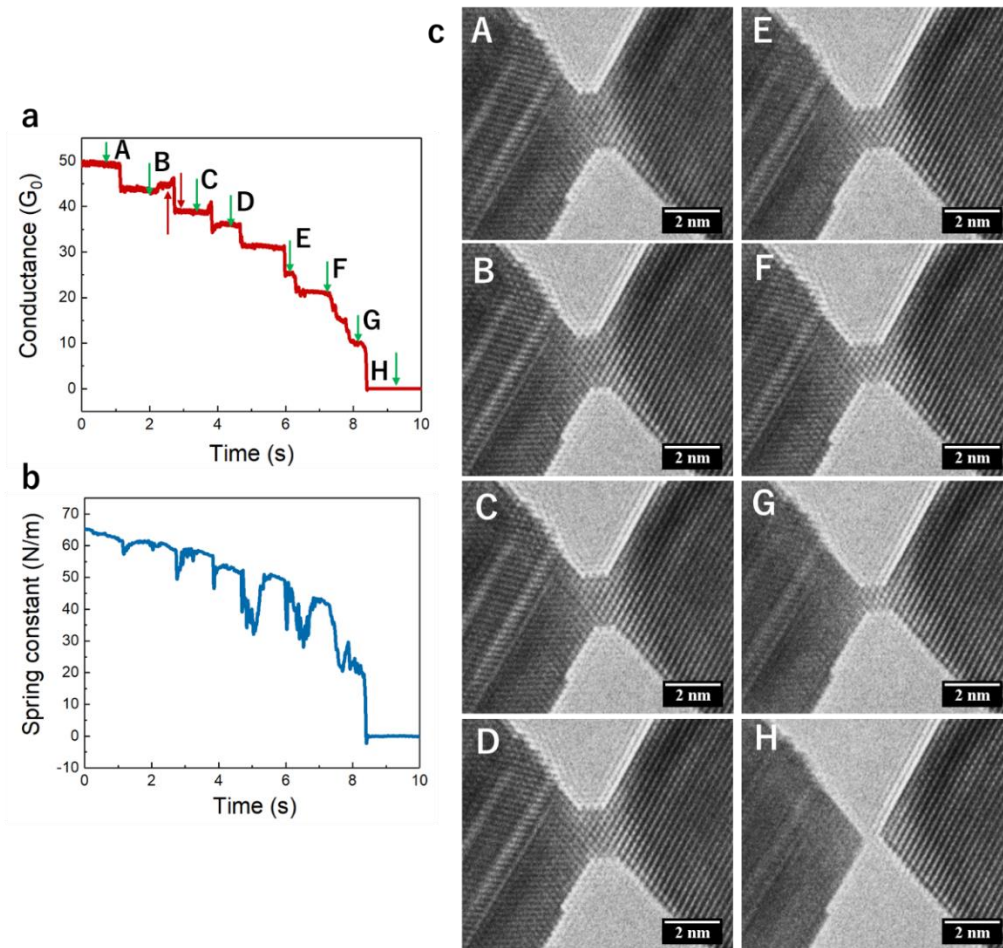 a
Conductance (G₀)
50
40
30
20
10
0
A
B
C
D
E
F
G
H
0 2 4 6 8 10
Time (s)
b
Spring constant (N/m)
70
60
50
40
30
20
10
0
-10
0 2 4 6 8 10
Time (s)
c
A
2 nm
B
2 nm
C
2 nm
D
2 nm
E
2 nm
F
2 nm
G
2 nm
H
2 nm